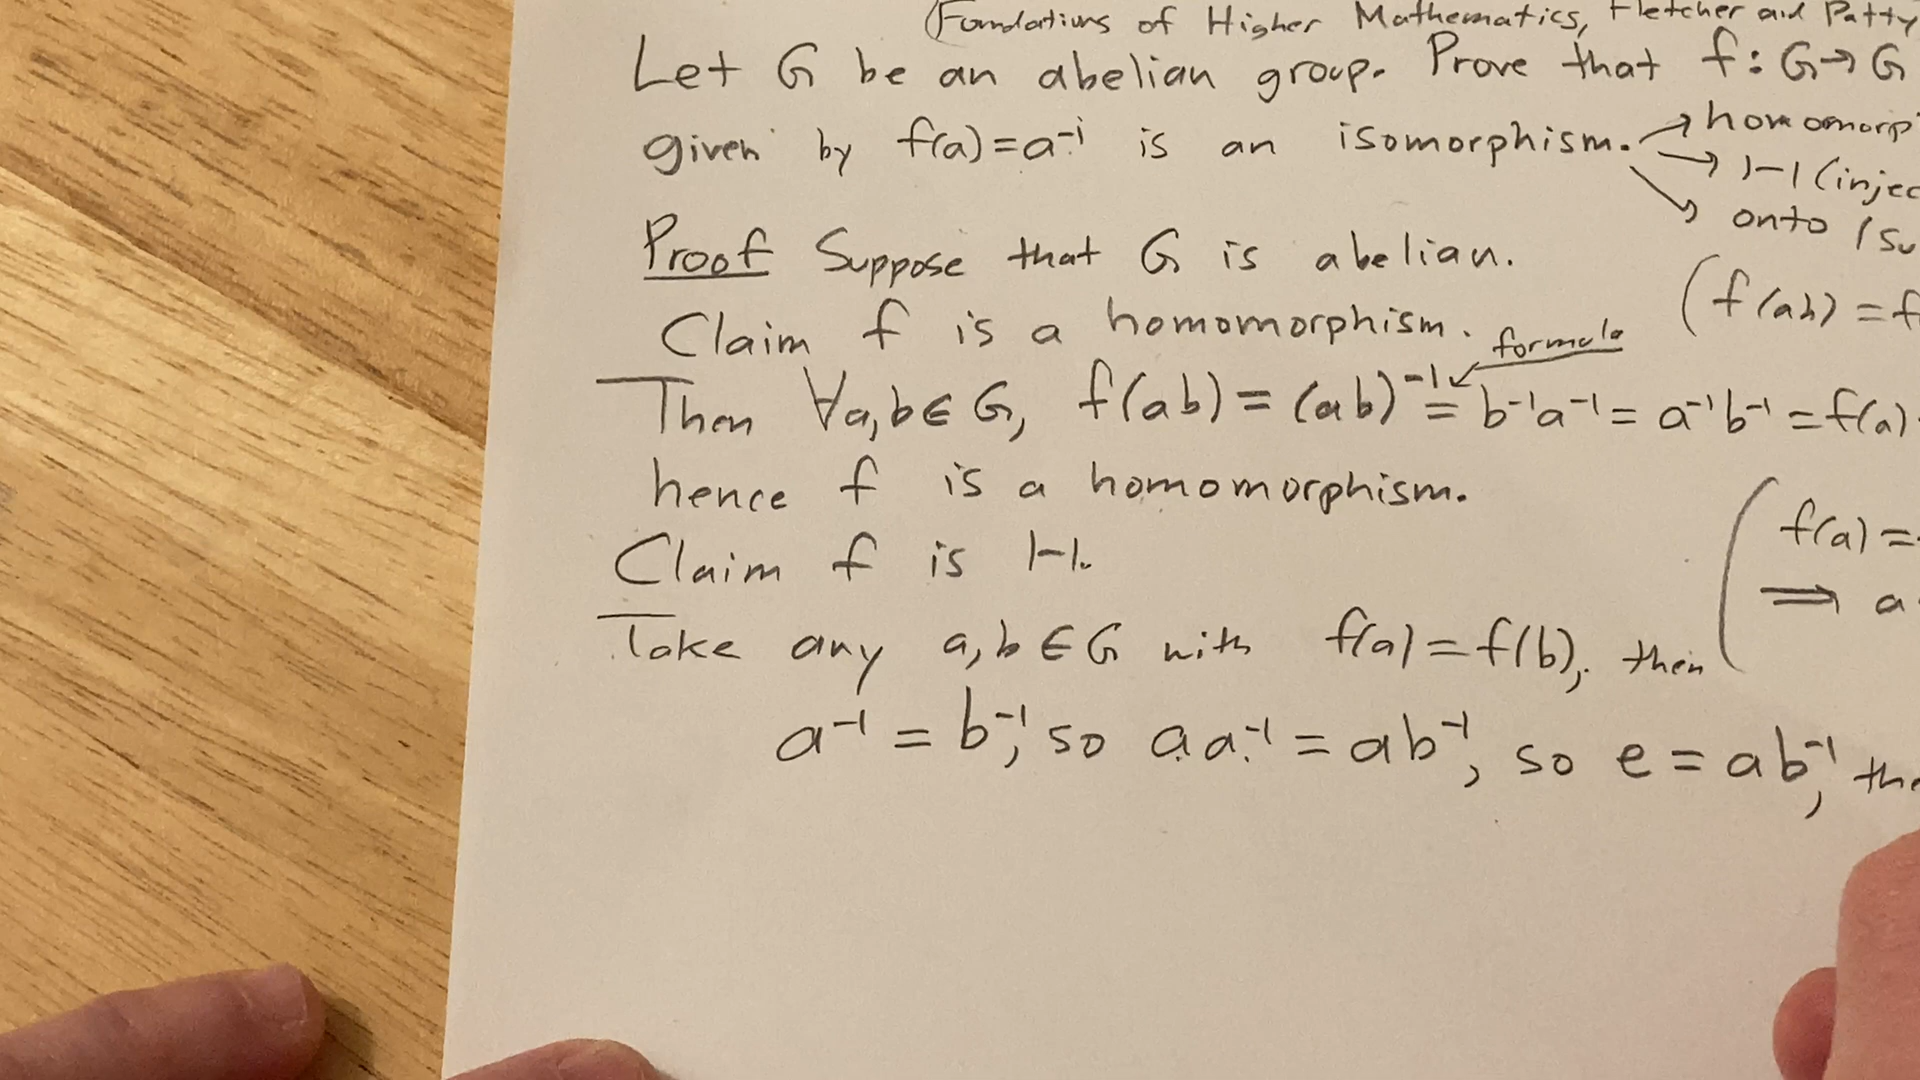 (Foundations of Higher Mathematics, Fletcher and Patty
Let G be an abelian group. Prove that f: G→G
given by f(a)=a⁻¹ is an isomorphism. → homomorp
→ 1-1 (injec
→ onto (su
Proof Suppose that G is abelian.
(f(ab) = f
Claim f is a homomorphism.
formula
Then ∀a,b∈G, f(ab) = (ab)⁻¹ = b⁻¹a⁻¹ = a⁻¹b⁻¹ = f(a)
hence f is a homomorphism.
(f(a) =
Claim f is 1-1.
⟹ a
Take any a,b∈G with f(a)=f(b), then
a⁻¹ = b⁻¹, so aa⁻¹ = ab⁻¹, so e = ab⁻¹, the